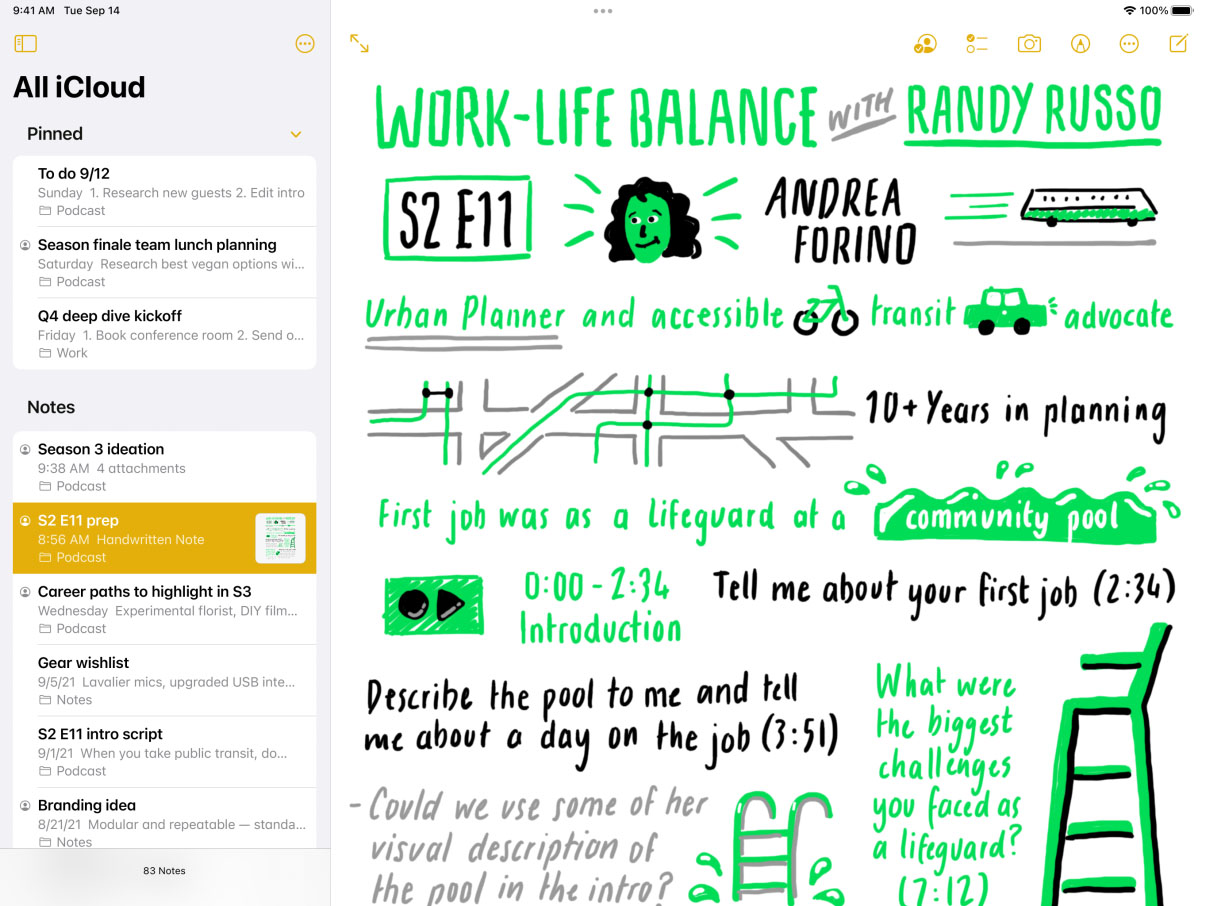 9:41 AM Tue Sep 14
100%
All iCloud
Pinned
To do 9/12
Sunday 1. Research new guests 2. Edit intro
Podcast
Season finale team lunch planning
Saturday Research best vegan options wi...
Podcast
Q4 deep dive kickoff
Friday 1. Book conference room 2. Send o...
Work
Notes
Season 3 ideation
9:38 AM 4 attachments
Podcast
S2 E11 prep
8:56 AM Handwritten Note
Podcast
Career paths to highlight in S3
Wednesday Experimental florist, DIY film...
Podcast
Gear wishlist
9/5/21 Lavalier mics, upgraded USB inte...
Notes
S2 E11 intro script
9/1/21 When you take public transit, do...
Podcast
Branding idea
8/21/21 Modular and repeatable — standa...
Notes
83 Notes
WORK-LIFE BALANCE WITH RANDY RUSSO
S2 E11
ANDREA
FORINO
Urban Planner and accessible transit advocate
10+ Years in planning
First job was as a lifeguard at a community pool
0:00 - 2:34
Introduction
Tell me about your first job (2:34)
Describe the pool to me and tell
me about a day on the job (3:51)
What were
the biggest
challenges
you faced as
a lifeguard?
(7:12)
- Could we use some of her
visual description of
the pool in the intro?